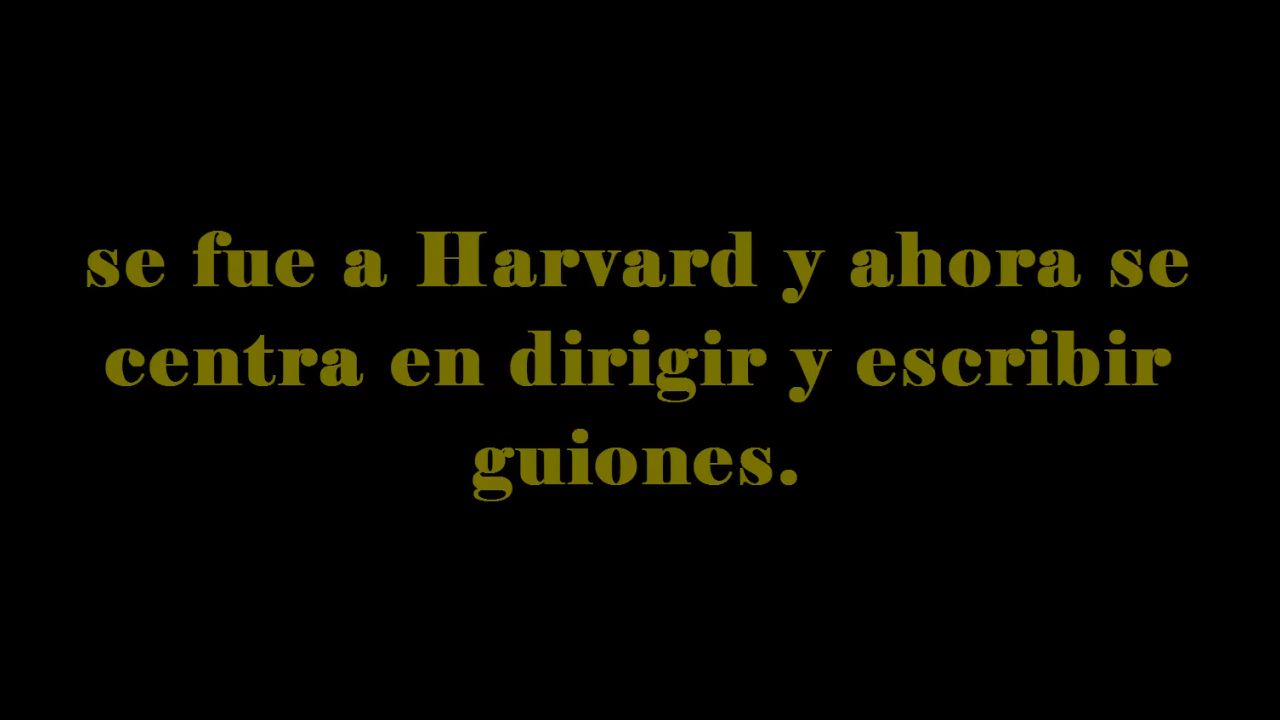 se fue a Harvard y ahora se
centra en dirigir y escribir
guiones.